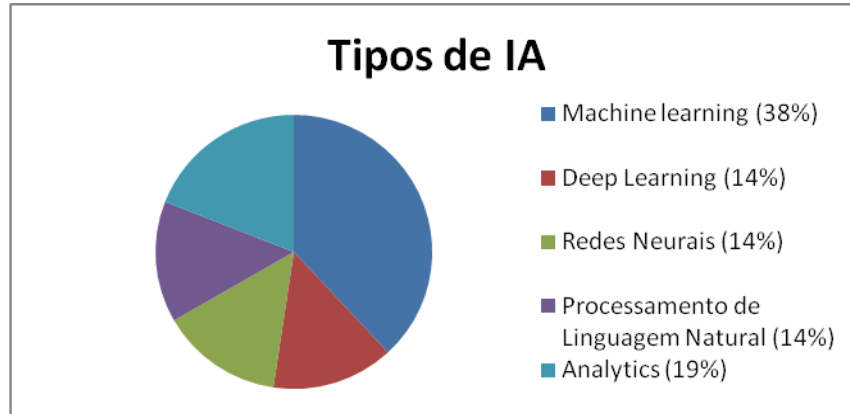 Tipos de IA
Machine learning (38%)
Deep Learning (14%)
Redes Neurais (14%)
Processamento de
Linguagem Natural (14%)
Analytics (19%)